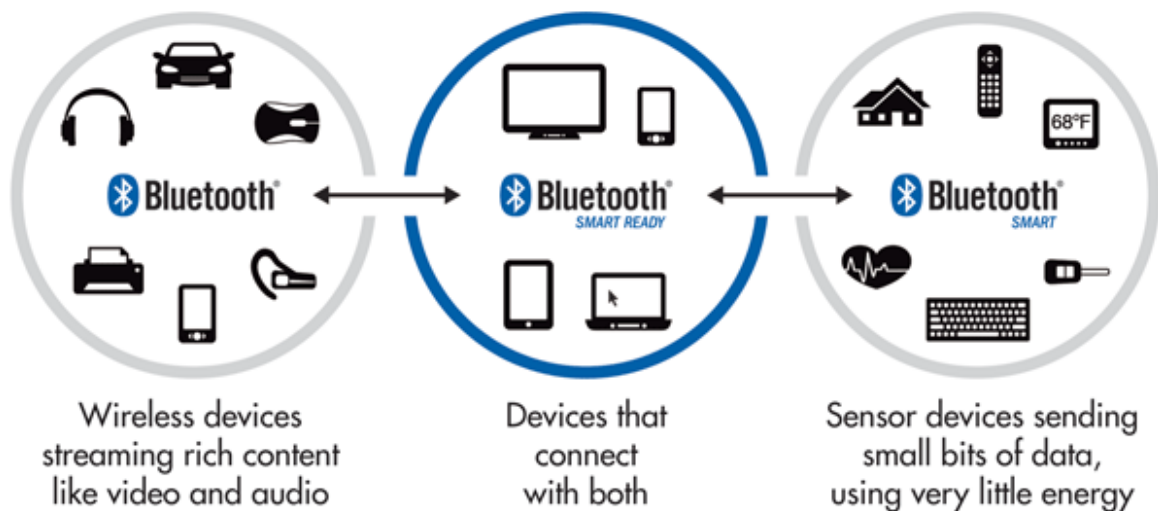 Bluetooth®
Bluetooth®
SMART READY
68°F
Bluetooth®
SMART
Wireless devices
streaming rich content
like video and audio
Devices that
connect
with both
Sensor devices sending
small bits of data,
using very little energy